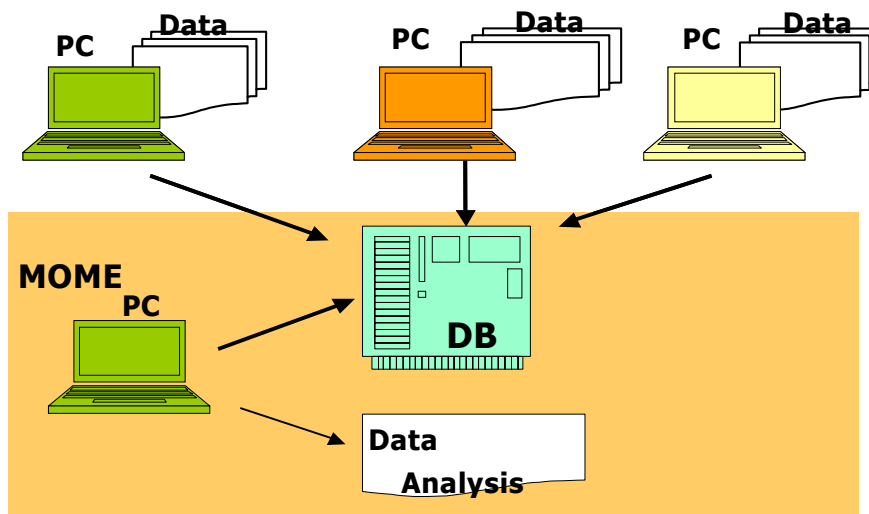 PC
Data
PC
Data
PC
Data
MOME
PC
DB
Data
Analysis